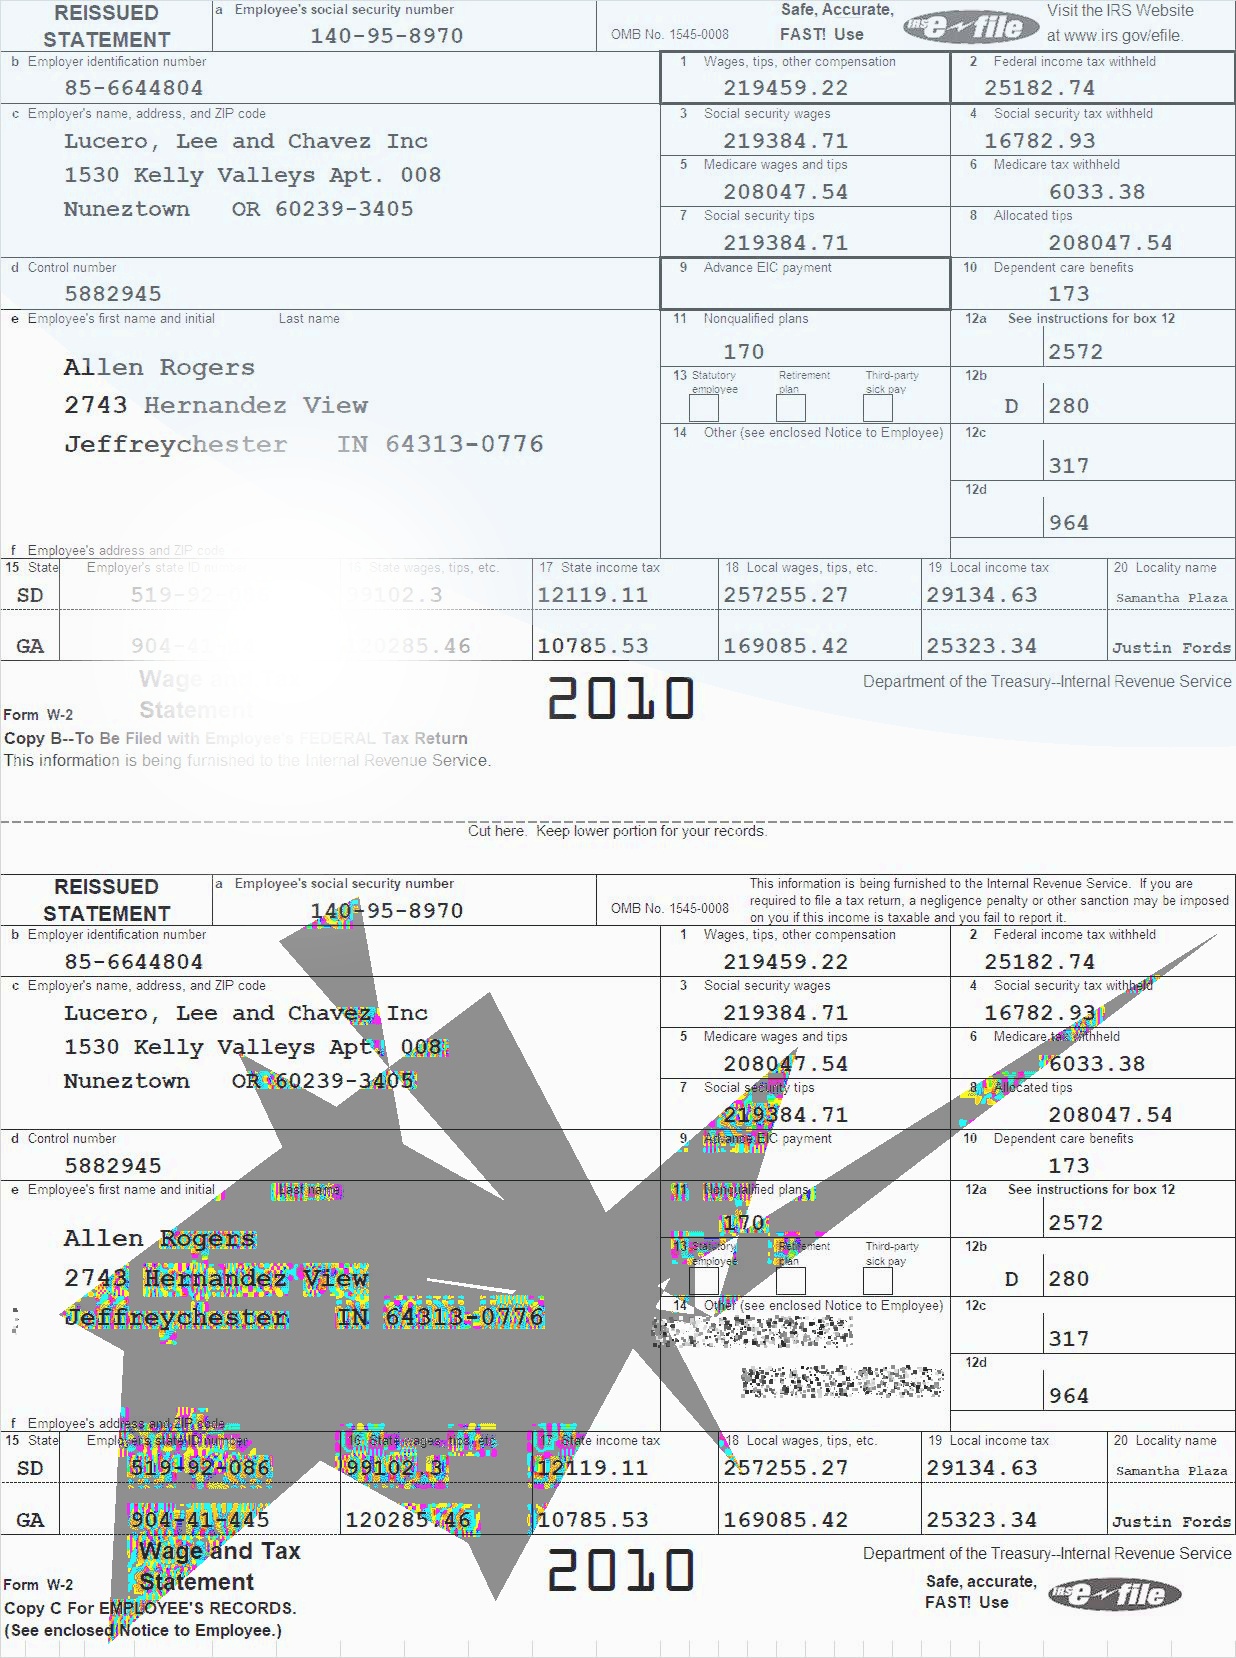 REISSUED STATEMENT
a Employee's social security number
140-95-8970
OMB No. 1545-0008
Safe, Accurate, FAST! Use
IRS e-file
Visit the IRS Website at www.irs.gov/efile.
b Employer identification number
85-6644804
1 Wages, tips, other compensation
219459.22
2 Federal income tax withheld
25182.74
c Employer's name, address, and ZIP code
Lucero, Lee and Chavez Inc
1530 Kelly Valleys Apt. 008
Nuneztown OR 60239-3405
3 Social security wages
219384.71
4 Social security tax withheld
16782.93
5 Medicare wages and tips
208047.54
6 Medicare tax withheld
6033.38
7 Social security tips
219384.71
8 Allocated tips
208047.54
d Control number
5882945
9 Advance EIC payment
10 Dependent care benefits
173
e Employee's first name and initial Last name
Allen Rogers
2743 Hernandez View
Jeffreychester IN 64313-0776
11 Nonqualified plans
170
12a See instructions for box 12
2572
13 Statutory employee Retirement plan Third-party sick pay
12b
D 280
14 Other (see enclosed Notice to Employee)
12c
317
12d
964
f Employee's address and ZIP code
15 State Employer's state ID State wages, tips, etc. 17 State income tax 18 Local wages, tips, etc. 19 Local income tax 20 Locality name
SD 12119.11 257255.27 29134.63 Samantha Plaza
GA 10785.53 169085.42 25323.34 Justin Fords
Form W-2
Wage
Statement
2010
Department of the Treasury--Internal Revenue Service
Copy B--To Be Filed with Employee's FEDERAL Tax Return
This information is being furnished to the Internal Revenue Service.
Cut here. Keep lower portion for your records.
REISSUED STATEMENT
a Employee's social security number
140-95-8970
OMB No. 1545-0008
This information is being furnished to the Internal Revenue Service. If you are
required to file a tax return, a negligence penalty or other sanction may be imposed
on you if this income is taxable and you fail to report it.
b Employer identification number
85-6644804
1 Wages, tips, other compensation
219459.22
2 Federal income tax withheld
25182.74
c Employer's name, address, and ZIP code
Lucero, Lee and Chavez Inc
1530 Kelly Valleys Apt. 008
Nuneztown OR 60239-3405
3 Social security wages
219384.71
4 Social security tax withheld
16782.93
5 Medicare wages and tips
208047.54
6 Medicare tax withheld
6033.38
7 Social security tips
219384.71
8 Allocated tips
208047.54
d Control number
5882945
9 Advance EIC payment
10 Dependent care benefits
173
e Employee's first name and initial Last name
Allen Rogers
2743 Hernandez View
Jeffreychester IN 64313-0776
11 Nonqualified plans
170
12a See instructions for box 12
2572
13 Statutory employee Retirement plan Third-party sick pay
12b
D 280
14 Other (see enclosed Notice to Employee)
12c
317
12d
964
f Employee's address and ZIP code
15 State Employer's state ID number 16 State wages, tips, etc. 17 State income tax 18 Local wages, tips, etc. 19 Local income tax 20 Locality name
SD 519-92-086 99102.3 12119.11 257255.27 29134.63 Samantha Plaza
GA 904-41-445 120285.46 10785.53 169085.42 25323.34 Justin Fords
Form W-2
Wage and Tax
Statement
2010
Department of the Treasury--Internal Revenue Service
Safe, accurate, FAST! Use
IRS e-file
Copy C For EMPLOYEE'S RECORDS.
(See enclosed Notice to Employee.)